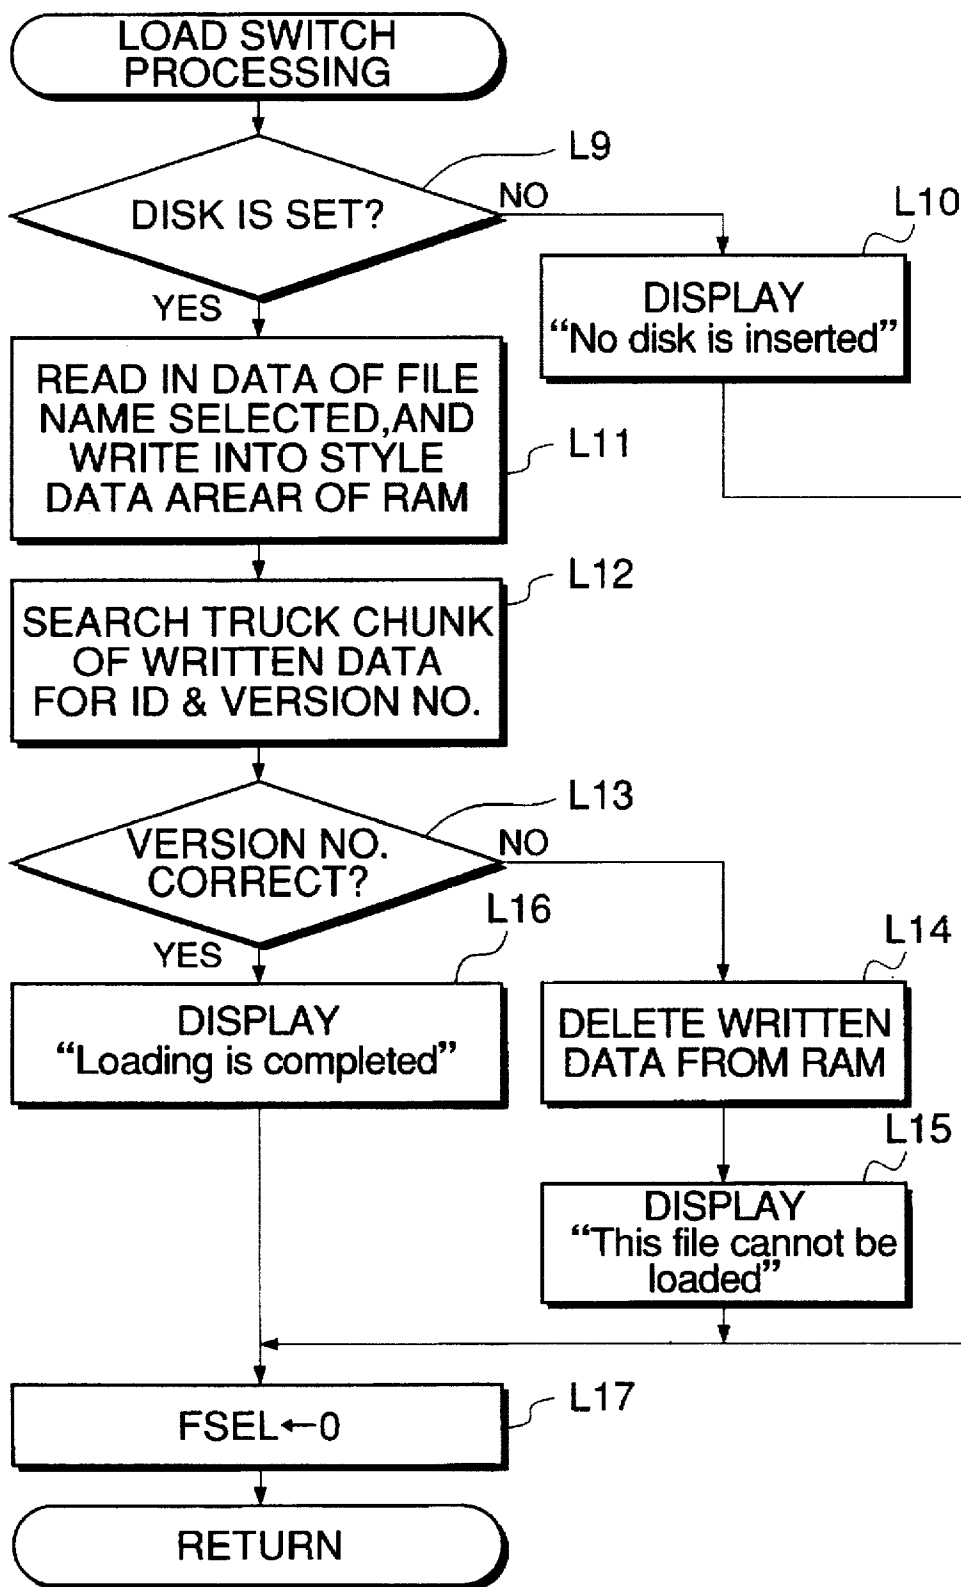 LOAD SWITCH
PROCESSING
L9
DISK IS SET?
NO
L10
DISPLAY
“No disk is inserted”
YES
READ IN DATA OF FILE
NAME SELECTED,AND
WRITE INTO STYLE
DATA AREAR OF RAM
L11
L12
SEARCH TRUCK CHUNK
OF WRITTEN DATA
FOR ID & VERSION NO.
L13
VERSION NO.
CORRECT?
NO
YES
L16
DISPLAY
“Loading is completed”
L14
DELETE WRITTEN
DATA FROM RAM
L15
DISPLAY
“This file cannot be
loaded”
L17
FSEL←0
RETURN